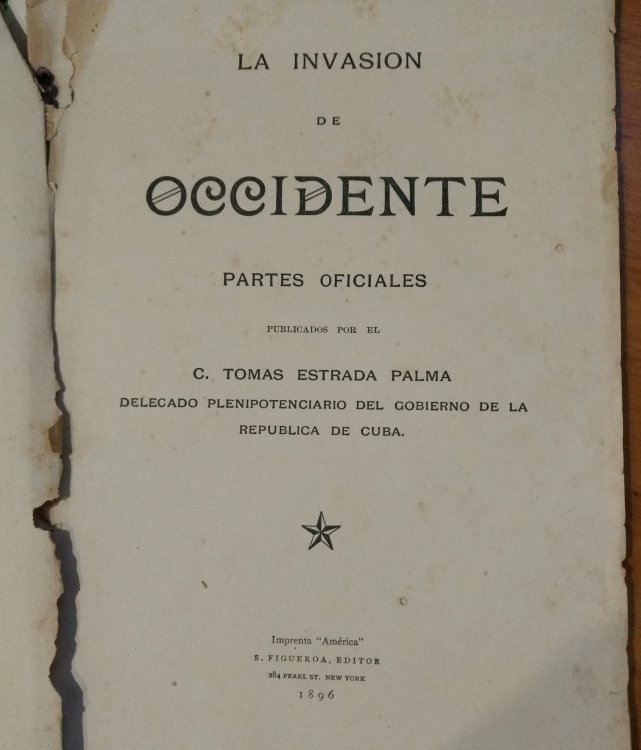 LA INVASION
DE
OCCIDENTE
PARTES OFICIALES
PUBLICADOS POR EL
C. TOMAS ESTRADA PALMA
DELEGADO PLENIPOTENCIARIO DEL GOBIERNO DE LA
REPUBLICA DE CUBA.
Imprenta "América"
S. FIGUEROA, EDITOR
284 PEARL ST. NEW YORK
1896